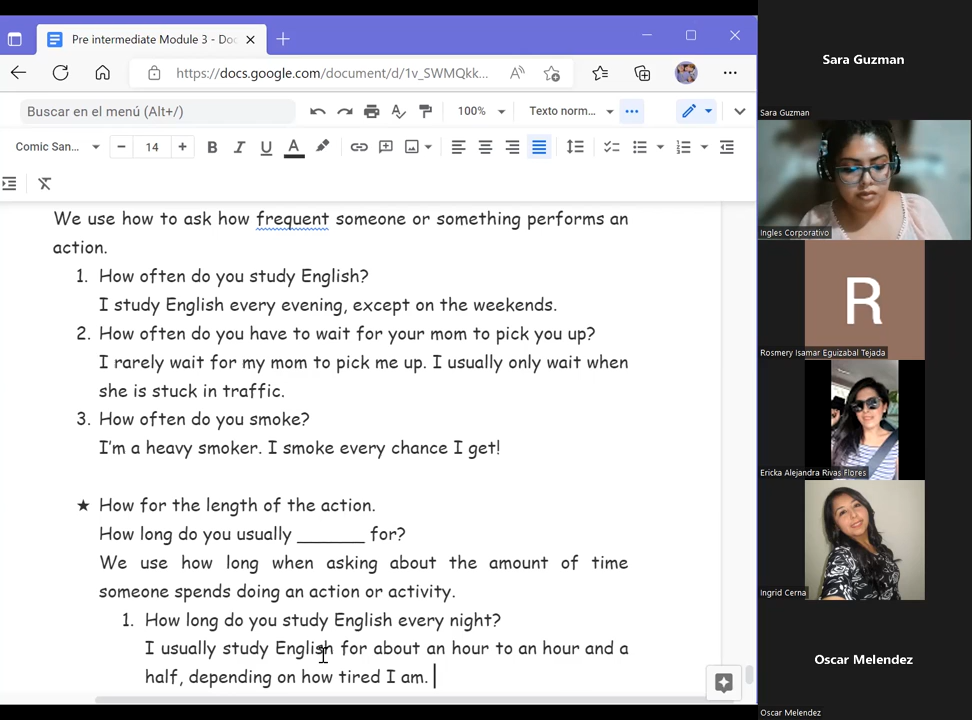 Pre intermediate Module 3 - Doc
https://docs.google.com/document/d/1v_SWMQkk...
Buscar en el menú (Alt+/)
100%
Texto norm...
Comic San...
14
B I U A
We use how to ask how frequent someone or something performs an
action.
1. How often do you study English?
I study English every evening, except on the weekends.
2. How often do you have to wait for your mom to pick you up?
I rarely wait for my mom to pick me up. I usually only wait when
she is stuck in traffic.
3. How often do you smoke?
I'm a heavy smoker. I smoke every chance I get!
★ How for the length of the action.
How long do you usually _______ for?
We use how long when asking about the amount of time
someone spends doing an action or activity.
1. How long do you study English every night?
I usually study English for about an hour to an hour and a
half, depending on how tired I am.
Sara Guzman
Sara Guzman
Ingles Corporativo
R
Rosmery Isamar Eguizabal Tejada
Ericka Alejandra Rivas Flores
Ingrid Cerna
Oscar Melendez
Oscar Melendez